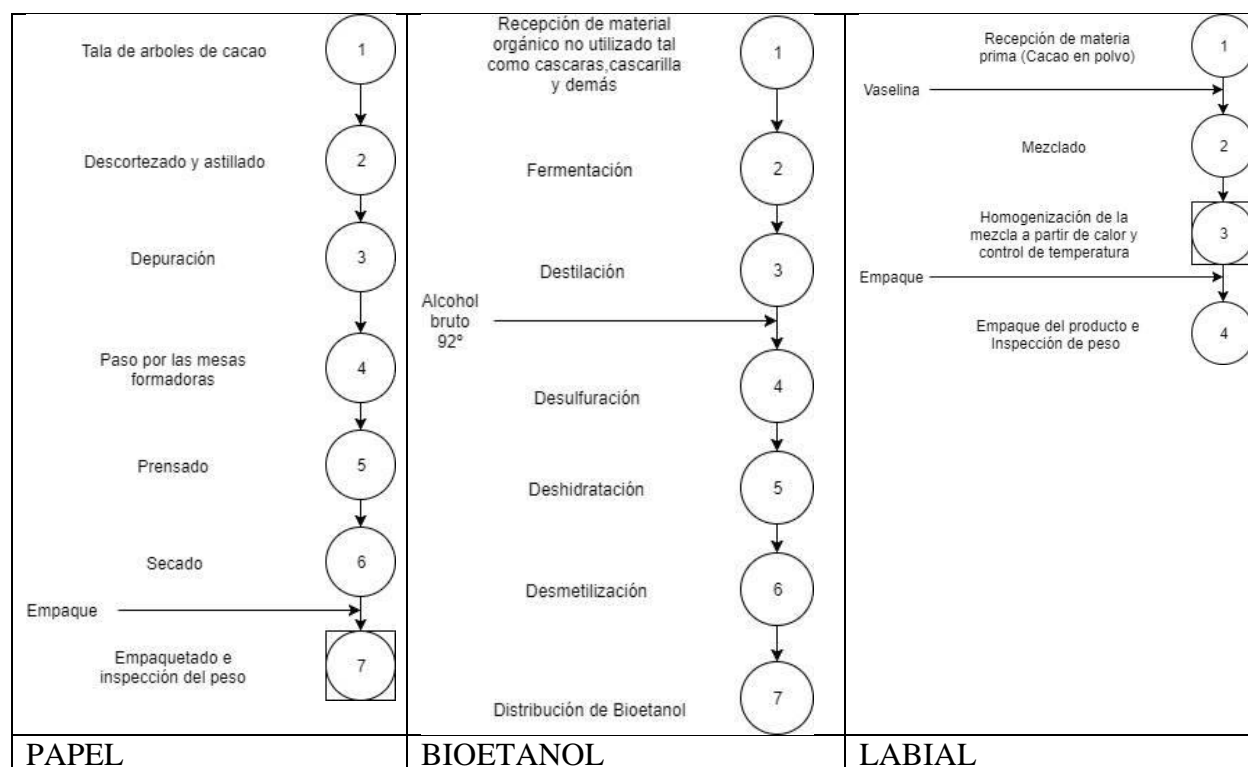 Tala de arboles de cacao
1
Descortezado y astillado
2
Depuración
3
Paso por las mesas
formadoras
4
Prensado
5
Secado
6
Empaque
Empaquetado e
inspección del peso
7
PAPEL
Recepción de material
orgánico no utilizado tal
como cascaras,cascarilla
y demás
1
Fermentación
2
Destilación
3
Alcohol
bruto
92º
Desulfuración
4
Deshidratación
5
Desmetilización
6
Distribución de Bioetanol
7
BIOETANOL
Recepción de materia
prima (Cacao en polvo)
1
Vaselina
Mezclado
2
Homogenización de la
mezcla a partir de calor y
control de temperatura
3
Empaque
Empaque del producto e
Inspección de peso
4
LABIAL